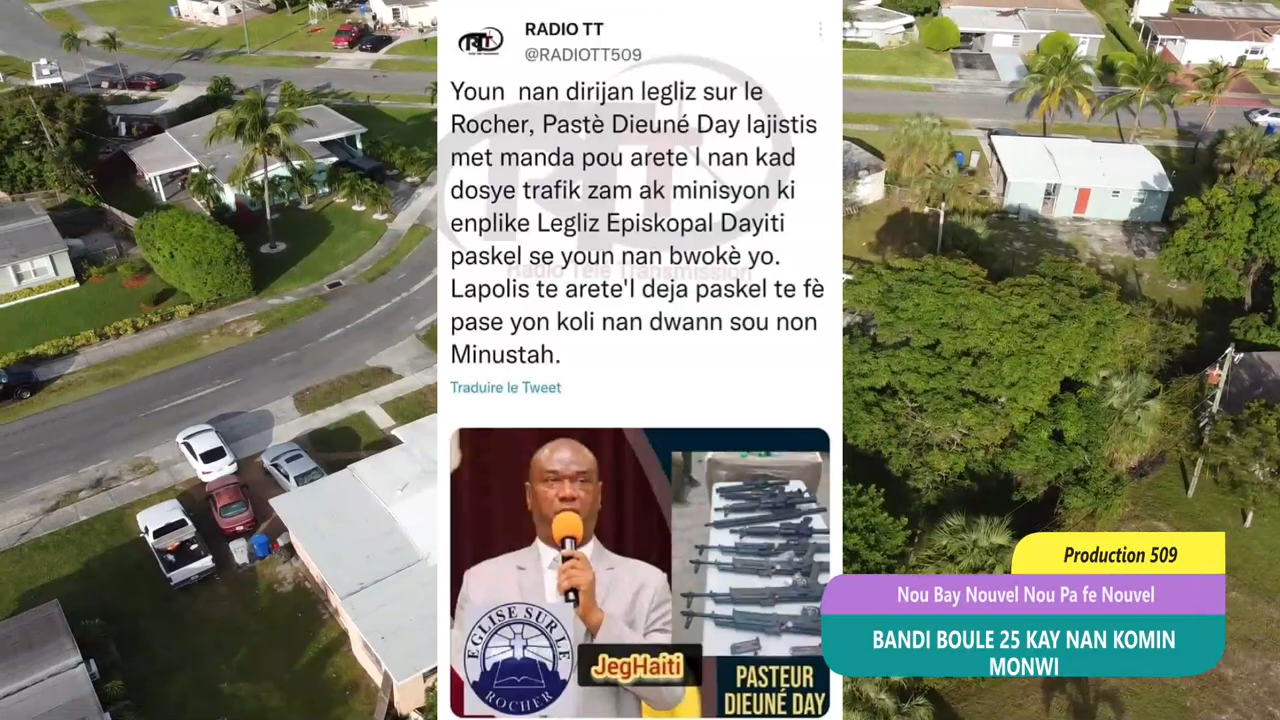 RADIO TT
@RADIOTT509
Youn nan dirijan legliz sur le
Rocher, Pastè Dieuné Day lajistis
met manda pou arete l nan kad
dosye trafik zam ak minisyon ki
enplike Legliz Episkopal Dayiti
paskel se youn nan bwokè yo.
Lapolis te arete'l deja paskel te fè
pase yon koli nan dwann sou non
Minustah.
Traduire le Tweet
Radio Tele Transmission
EGLISE SUR LE
ROCHER
JegHaiti
PASTEUR
DIEUNÉ DAY
Production 509
Nou Bay Nouvel Nou Pa fe Nouvel
BANDI BOULE 25 KAY NAN KOMIN
MONWI